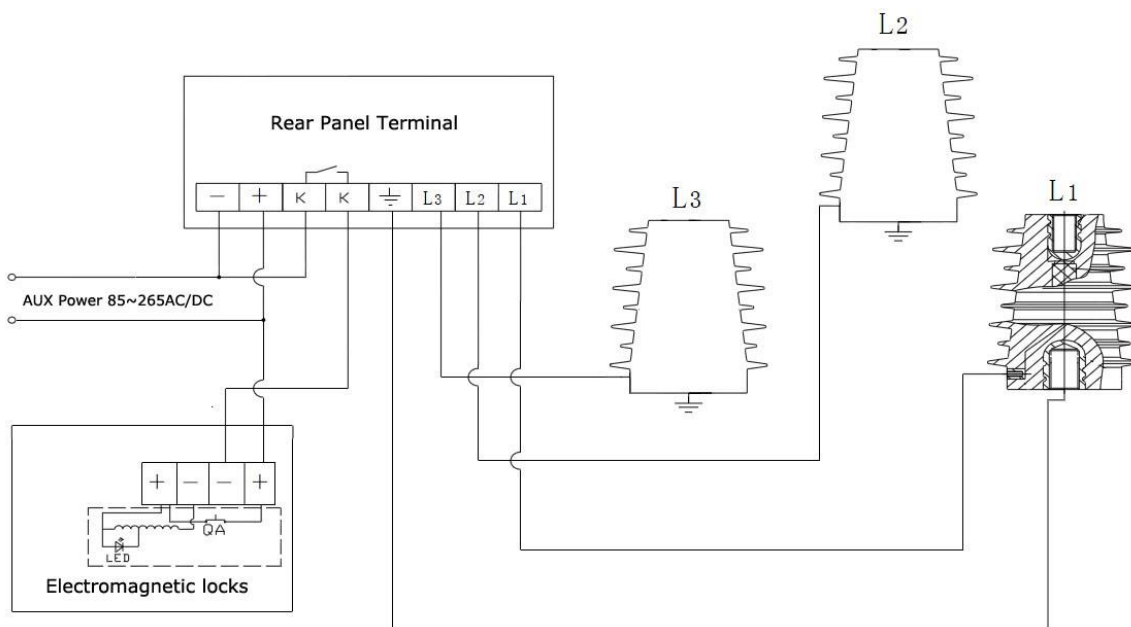 L2
Rear Panel Terminal
L3
L1
− + K K L3 L2 L1
AUX Power 85~265AC/DC
+ − − +
QA
LED
Electromagnetic locks